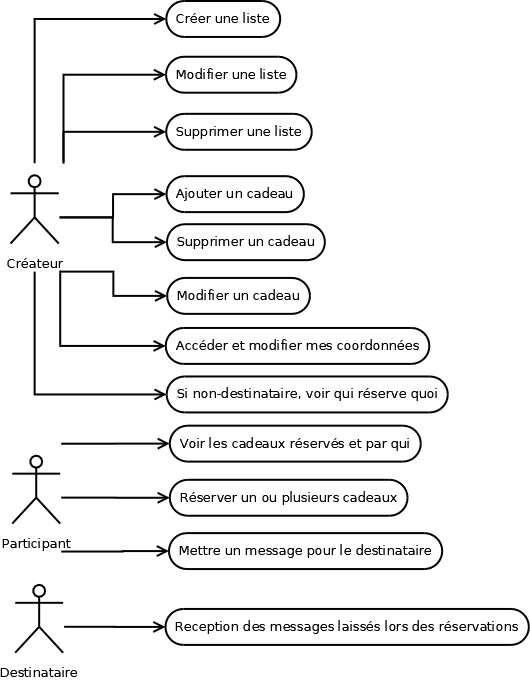 Créer une liste
Modifier une liste
Supprimer une liste
Ajouter un cadeau
Supprimer un cadeau
Créateur
Modifier un cadeau
Accéder et modifier mes coordonnées
Si non-destinataire, voir qui réserve quoi
Voir les cadeaux réservés et par qui
Réserver un ou plusieurs cadeaux
Participant
Mettre un message pour le destinataire
Reception des messages laissés lors des réservations
Destinataire